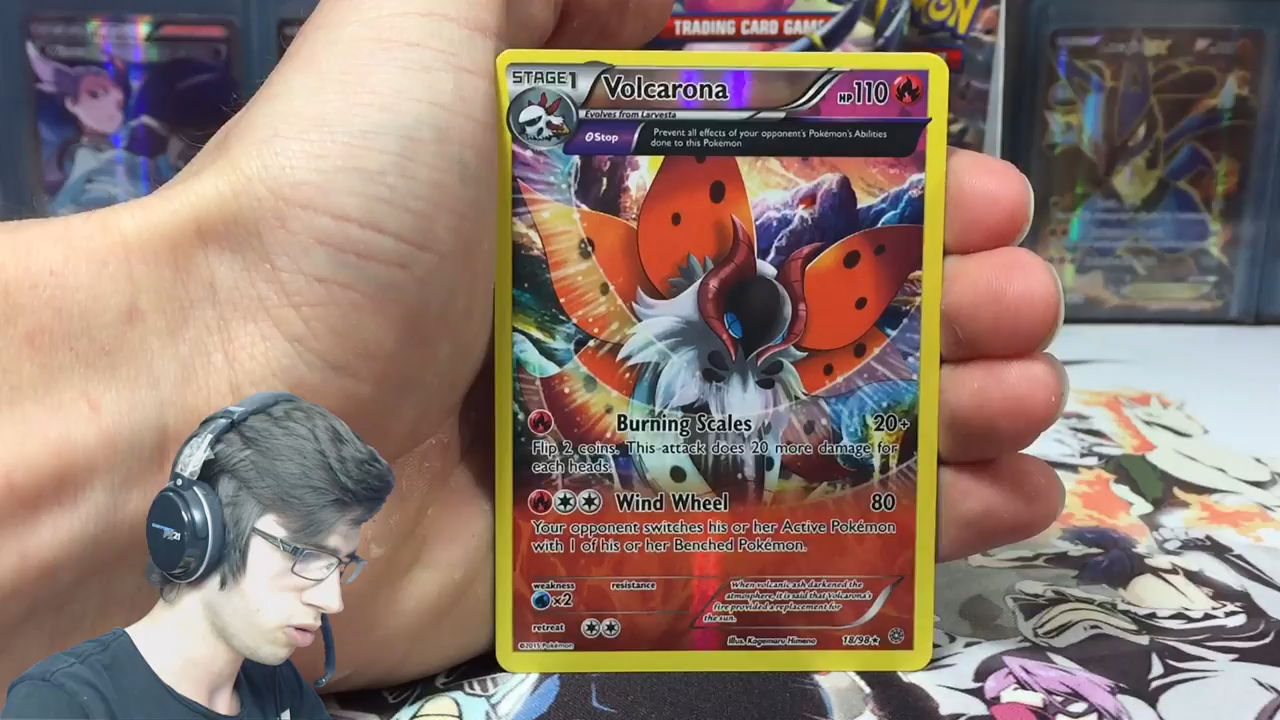 TRADING CARD GAME
STAGE1
Volcarona
HP110
Evolves from Larvesta
θStop
Prevent all effects of your opponent's Pokémon's Abilities
done to this Pokémon
Burning Scales
20+
Flip 2 coins. This attack does 20 more damage for
each heads.
Wind Wheel
80
Your opponent switches his or her Active Pokémon
with 1 of his or her Benched Pokémon.
weakness
resistance
×2
retreat
When volcanic ash darkened the
atmosphere, it is said that Volcarona's
fire provided a replacement for
the sun.
©2015 Pokémon
Illus. Kagemaru Himeno
18/98★